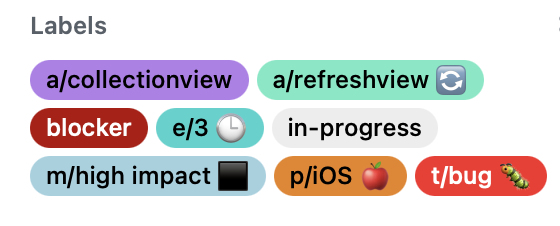 Labels
a/collectionview a/refreshview 🔄
blocker e/3 🕒 in-progress
m/high impact ⬛ p/iOS 🍎 t/bug 🐛